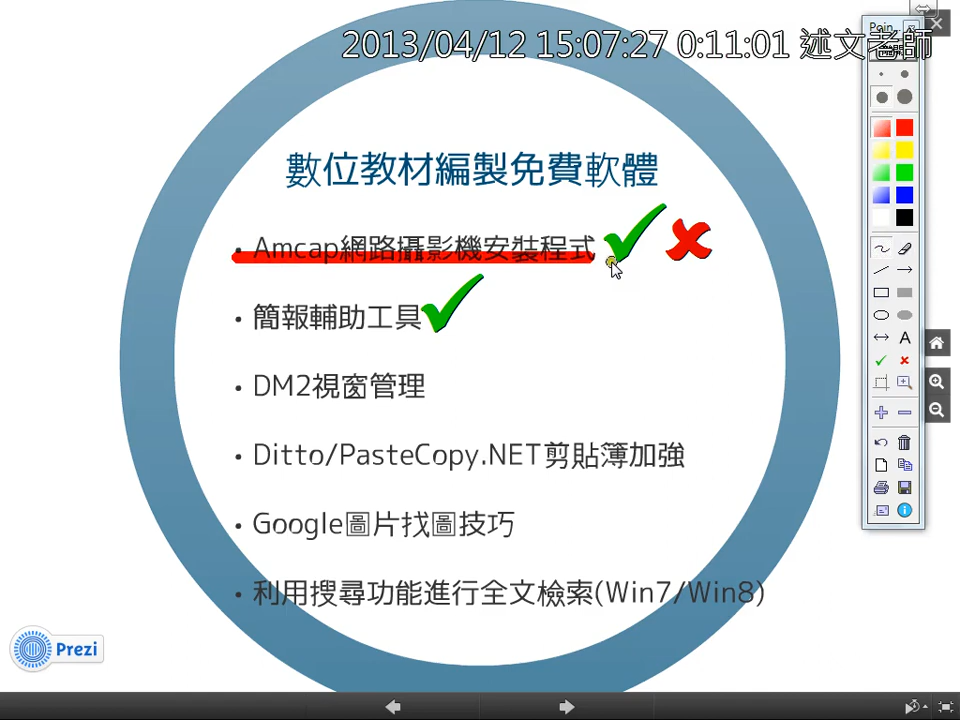 2013/04/12 15:07:27 0:11:01 述文老師
數位教材編製免費軟體
• Amcap網路攝影機安裝程式
• 簡報輔助工具
• DM2視窗管理
• Ditto/PasteCopy.NET剪貼簿加強
• Google圖片找圖技巧
• 利用搜尋功能進行全文檢索(Win7/Win8)
Prezi